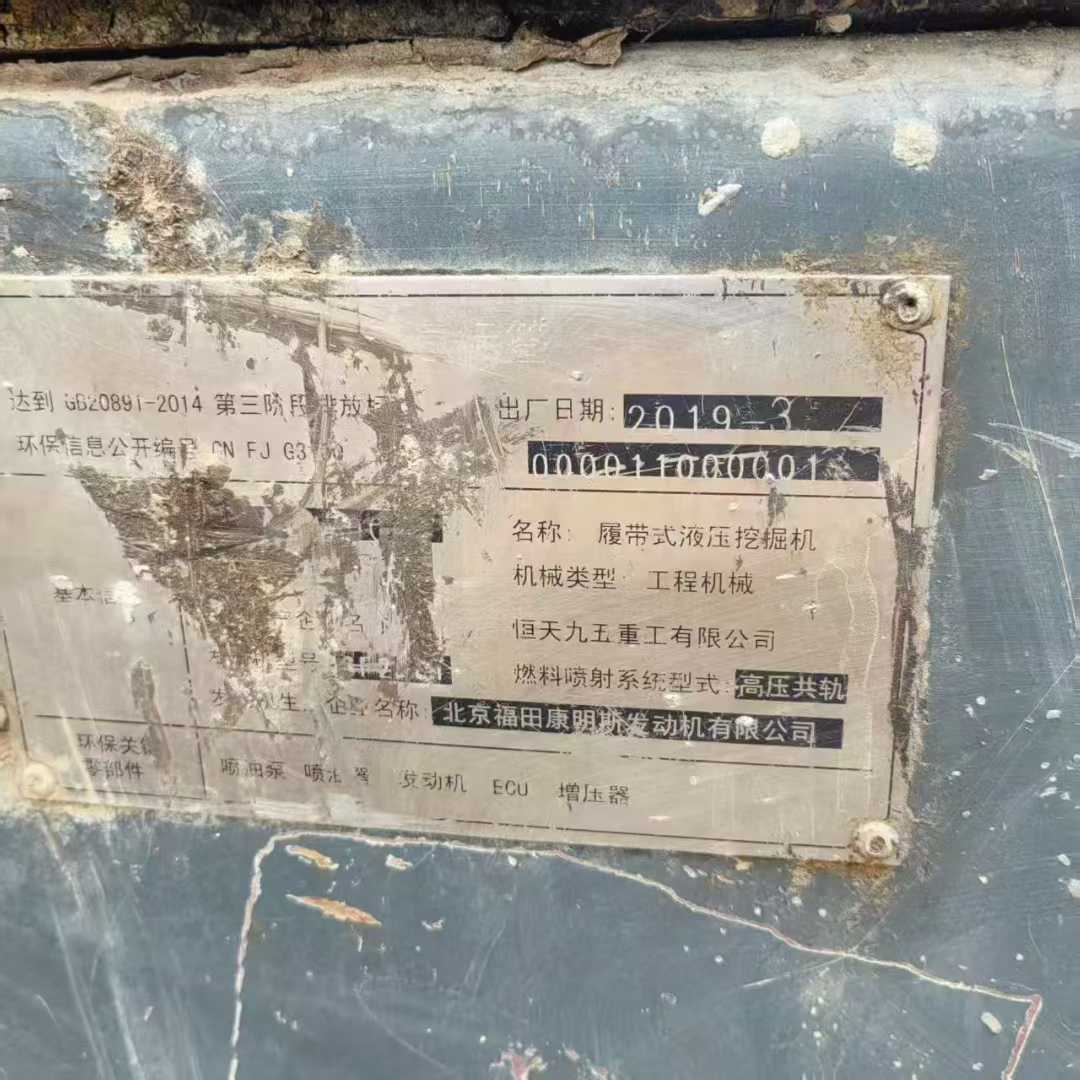 达到 GB20891-2014 第三阶段排放
出厂日期: 2019-3
环保信息公开编号 CN FJ G3
000011000001
名称: 履带式液压挖掘机
机械类型 工程机械
基本信
恒天九五重工有限公司
燃料喷射系统型式: 高压共轨
企业名称: 北京福田康明斯发动机有限公司
环保关
零部件
喷油泵 喷油器 发动机 ECU 增压器